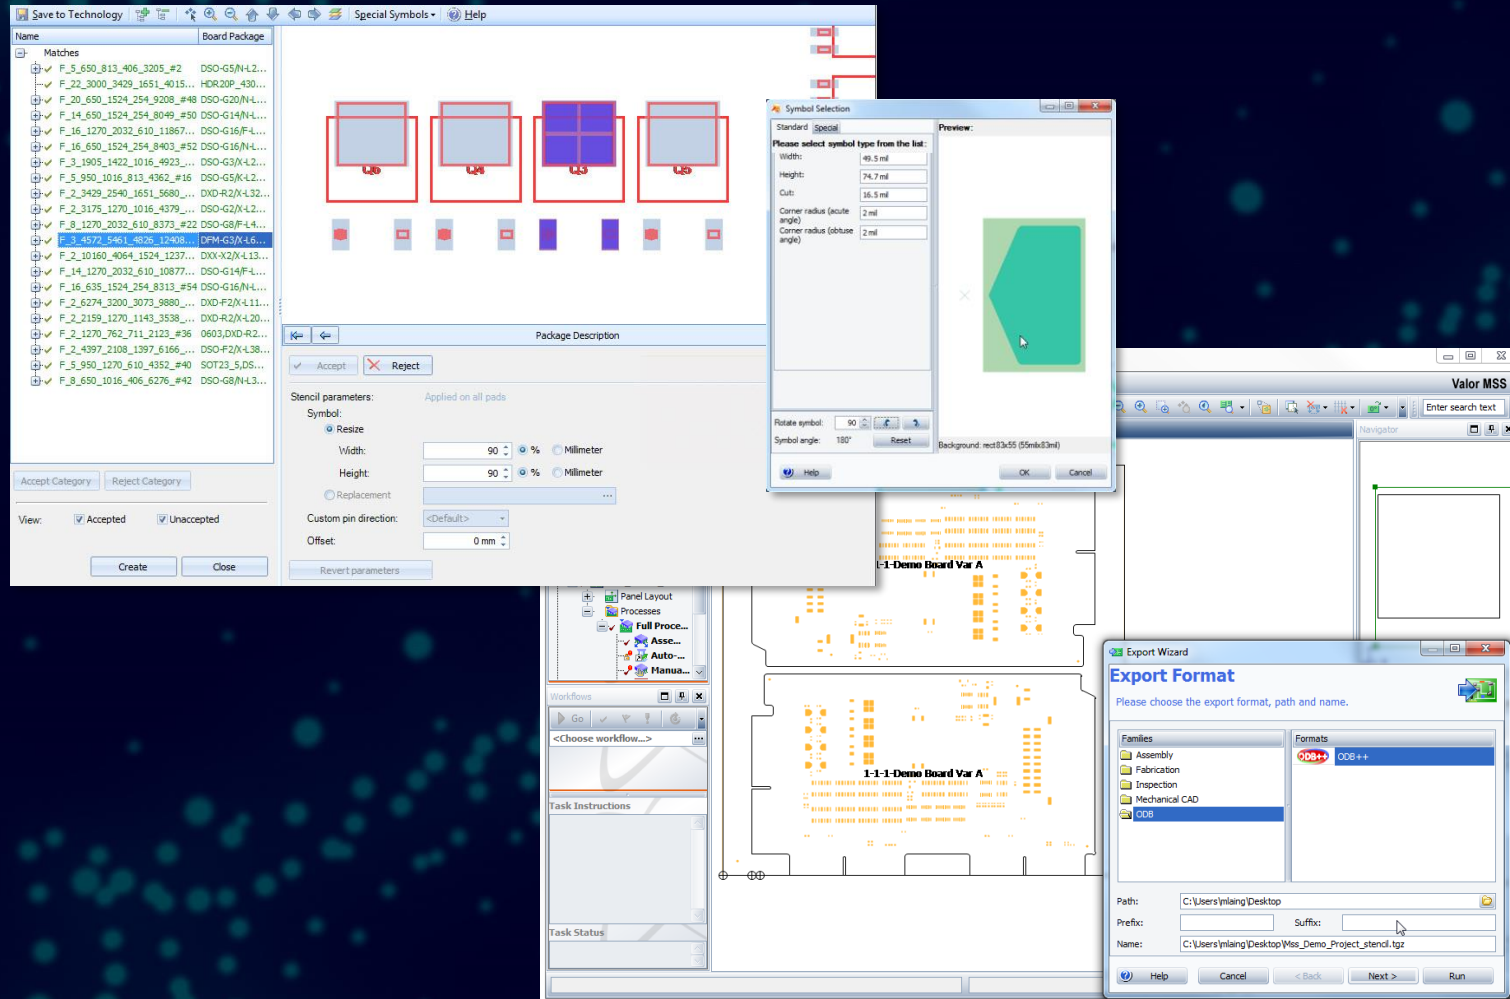 Save to Technology
Special Symbols
Help
Name
Board Package
Matches
F_5_650_813_406_3205_#2 DSO-G5/N-L2...
F_22_3000_3429_1651_4015... HDR20P_430...
F_20_650_1524_254_9208_#48 DSO-G20/N-L...
F_14_650_1524_254_8049_#50 DSO-G14/N-L...
F_16_1270_2032_610_11867... DSO-G16/F-L...
F_16_650_1524_254_8403_#52 DSO-G16/N-L...
F_3_1905_1422_1016_4923_... DSO-G3/X-L2...
F_5_950_1016_813_4362_#16 DSO-G5/X-L2...
F_2_3429_2540_1651_5680_... DXD-R2/X-L32...
F_2_3175_1270_1016_4379_... DSO-G2/X-L2...
F_8_1270_2032_610_8373_#22 DSO-G8/F-L4...
F_3_4572_5461_4826_12408... DFM-G3/X-L6...
F_2_10160_4064_1524_1237... DXX-X2/X-L13...
F_14_1270_2032_610_10877... DSO-G14/F-L...
F_16_635_1524_254_8313_#54 DSO-G16/N-L...
F_2_6274_3200_3073_9880_... DXD-F2/X-L11...
F_2_2159_1270_1143_3538_... DXD-R2/X-L20...
F_2_1270_762_711_2123_#36 0603,DXD-R2...
F_2_4397_2108_1397_6166_... DSO-F2/X-L38...
F_5_950_1270_610_4352_#40 SOT23_5,DS...
F_8_650_1016_406_6276_#42 DSO-G8/N-L3...
Accept Category
Reject Category
View:
Accepted
Unaccepted
Create
Close
Q6
Q4
Q3
Q5
Package Description
Accept
Reject
Stencil parameters:
Applied on all pads
Symbol:
Resize
Width:
90
%
Millimeter
Height:
90
%
Millimeter
Replacement
...
Custom pin direction:
<Default>
Offset:
0 mm
Revert parameters
Symbol Selection
Standard
Special
Please select symbol type from the list:
Width:
49.5 mil
Height:
74.7 mil
Cut:
16.5 mil
Corner radius (acute
angle)
2 mil
Corner radius (obtuse
angle)
2 mil
Rotate symbol:
90
Symbol angle:
180°
Reset
Preview:
Background: rect83x55 (55milx83mil)
Help
OK
Cancel
Valor MSS
Enter search text
Navigator
Panel Layout
Processes
Full Proce...
Asse...
Auto-...
Manua...
Workflows
Go
<Choose workflow...>
...
Task Instructions
Task Status
-1-Demo Board Var A
1-1-1-Demo Board Var A
Export Wizard
Export Format
Please choose the export format, path and name.
Families
Assembly
Fabrication
Inspection
Mechanical CAD
ODB
Formats
ODB++
ODB++
Path:
C:\Users\mlaing\Desktop
Prefix:
Suffix:
Name:
C:\Users\mlaing\Desktop\Mss_Demo_Project_stencil.tgz
Help
Cancel
< Back
Next >
Run